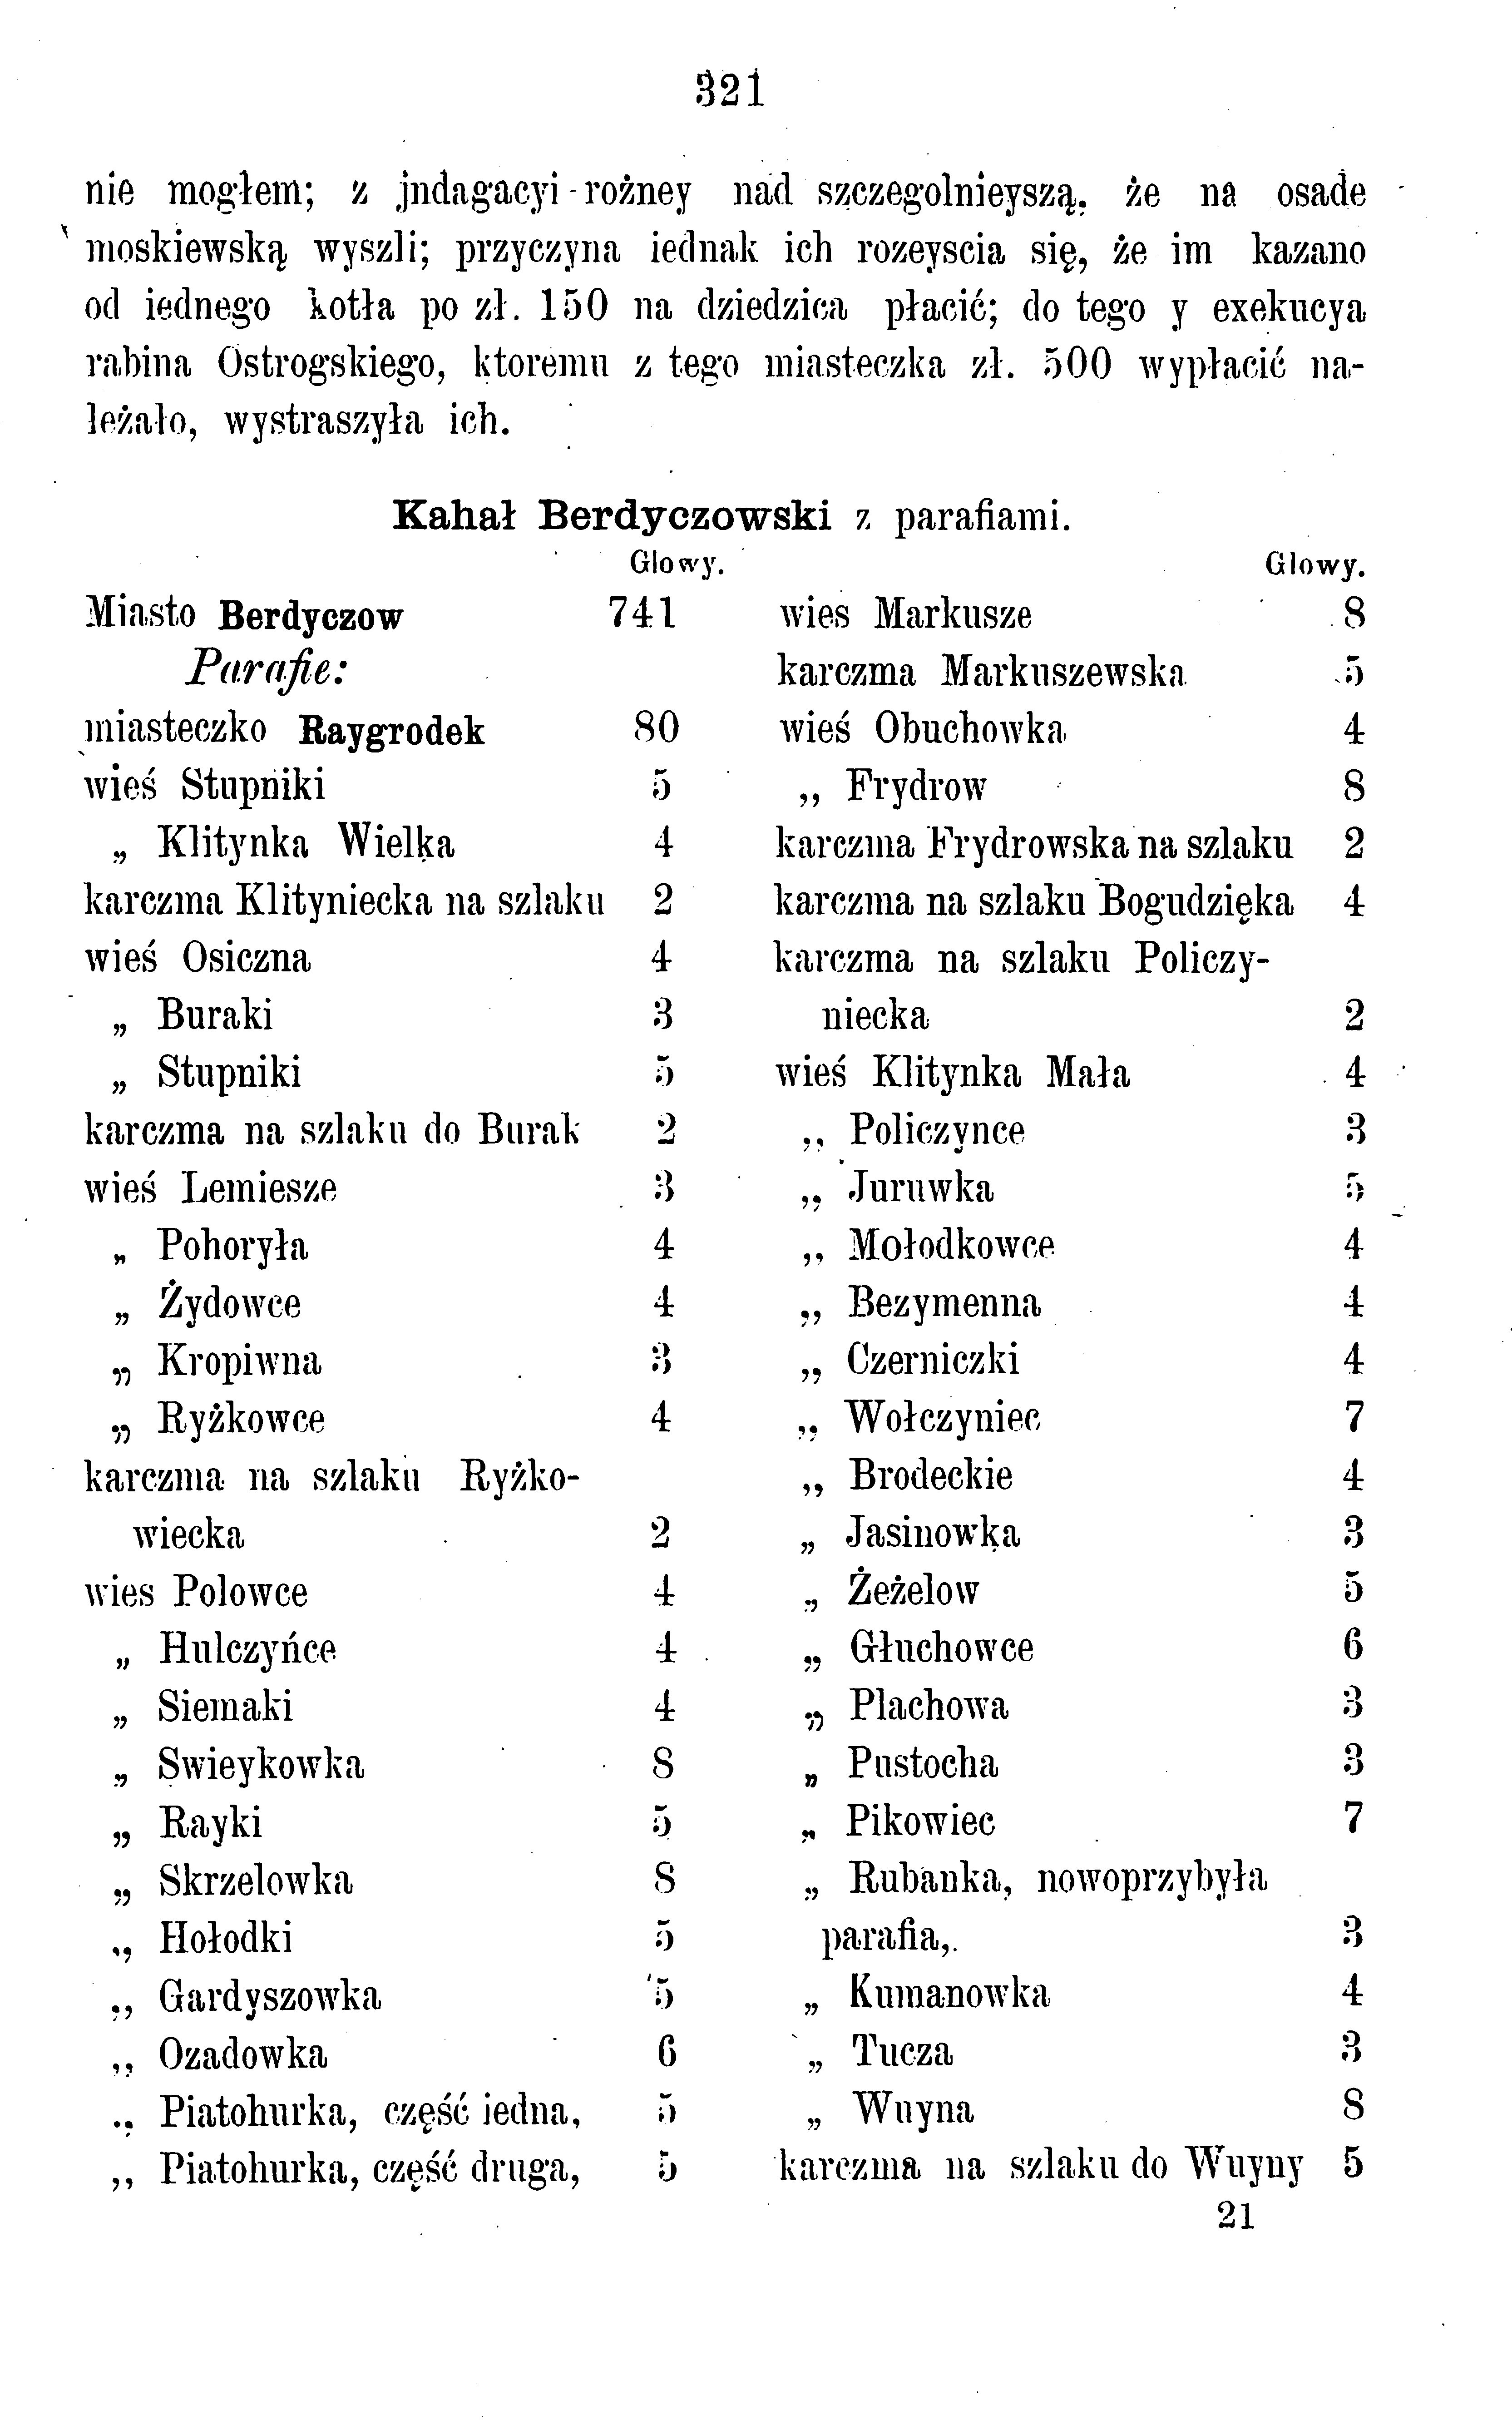 321
nie mogłem; z jndagacyi rożney nad szczegolnieyszą, że na osade
moskiewską wyszli; przyczyna iednak ich rozeyscia się, że im kazano
od iednego kotła po zł. 150 na dziedzica płacić; do tego y exekucya
rabina Ostrogskiego, ktoremu z tego miasteczka zł. 500 wypłacić na-
leżało, wystraszyła ich.
Kahał Berdyczowski z parafiami.
Glowy.
Miasto Berdyczow 741
Parafie:
miasteczko Raygrodek 80
wieś Stupniki 5
„ Klitynka Wielka 4
karczma Klityniecka na szlaku 2
wieś Osiczna 4
„ Buraki 3
„ Stupniki 5
karczma na szlaku do Burak 2
wieś Lemiesze 3
„ Pohoryła 4
„ Żydowce 4
„ Kropiwna 3
„ Ryżkowce 4
karczma na szlaku Ryżko-
wiecka 2
wies Polowce 4
„ Hulczyńce 4
„ Siemaki 4
„ Swieykowka 8
„ Rayki 5
„ Skrzelowka 8
„ Hołodki 5
„ Gardyszowka 5
„ Ozadowka 6
„ Piatohurka, część iedna, 5
„ Piatohurka, część druga, 5
Glowy.
wies Markusze 8
karczma Markuszewska 5
wieś Obuchowka 4
„ Frydrow 8
karczma Frydrowska na szlaku 2
karczma na szlaku Bogudzięka 4
karczma na szlaku Policzy-
niecka 2
wieś Klitynka Mała 4
„ Policzynce 3
„ Juruwka 5
„ Mołodkowce 4
„ Bezymenna 4
„ Czerniczki 4
„ Wołczyniec 7
„ Brodeckie 4
„ Jasinowka 3
„ Żeżelow 5
„ Głuchowce 6
„ Plachowa 3
„ Pustocha 3
„ Pikowiec 7
„ Rubanka, nowoprzybyła
parafia,. 3
„ Kumanowka 4
„ Tucza 3
„ Wuyna 8
karczma na szlaku do Wuyny 5
21